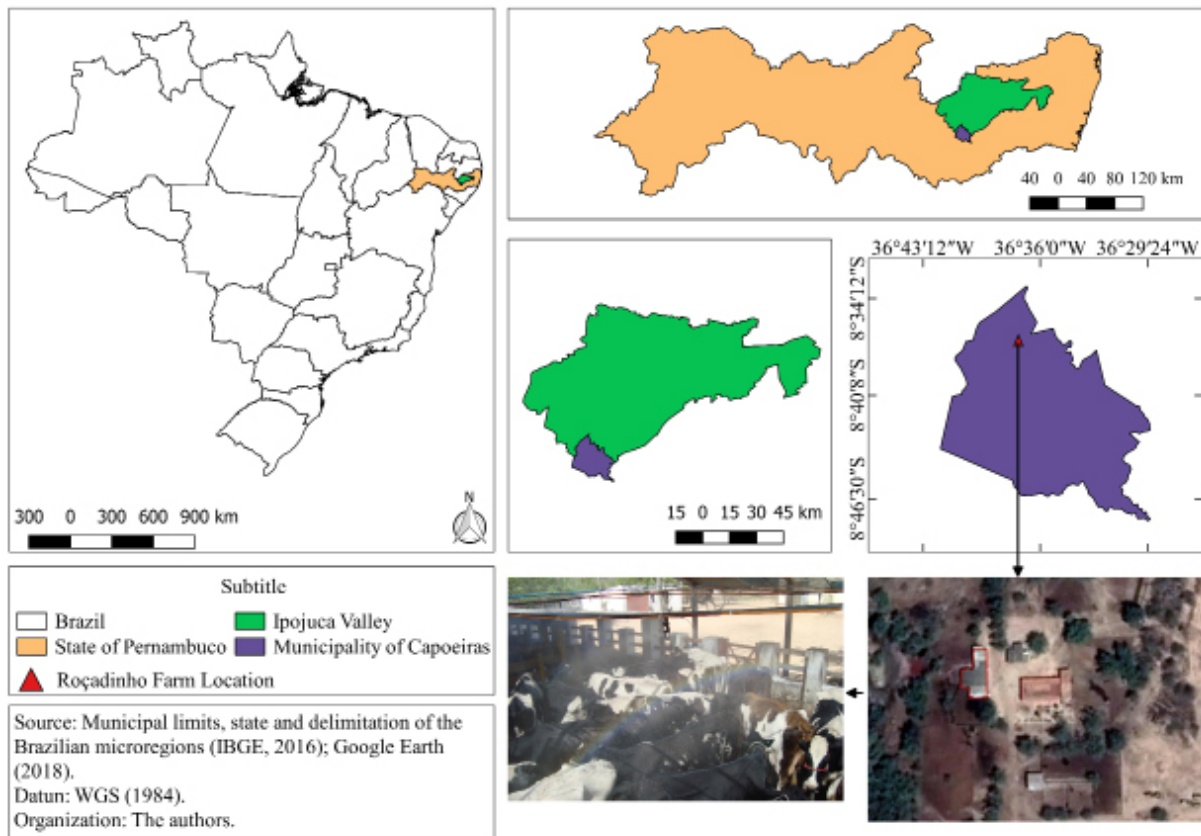 40 0 40 80 120 km
36°43'12"W 36°36'0"W 36°29'24"W
8°34'12"S
8°40'8"S
8°46'30"S
N
300 0 300 600 900 km
15 0 15 30 45 km
Subtitle
Brazil
Ipojuca Valley
State of Pernambuco
Municipality of Capoeiras
Roçadinho Farm Location
Source: Municipal limits, state and delimitation of the
Brazilian microregions (IBGE, 2016); Google Earth
(2018).
Datun: WGS (1984).
Organization: The authors.